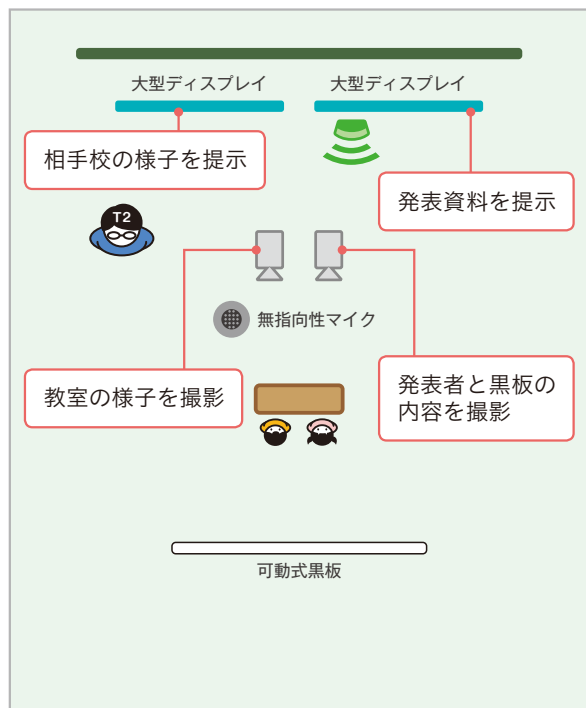 大型ディスプレイ
大型ディスプレイ
相手校の様子を提示
発表資料を提示
T2
無指向性マイク
教室の様子を撮影
発表者と黒板の
内容を撮影
可動式黒板